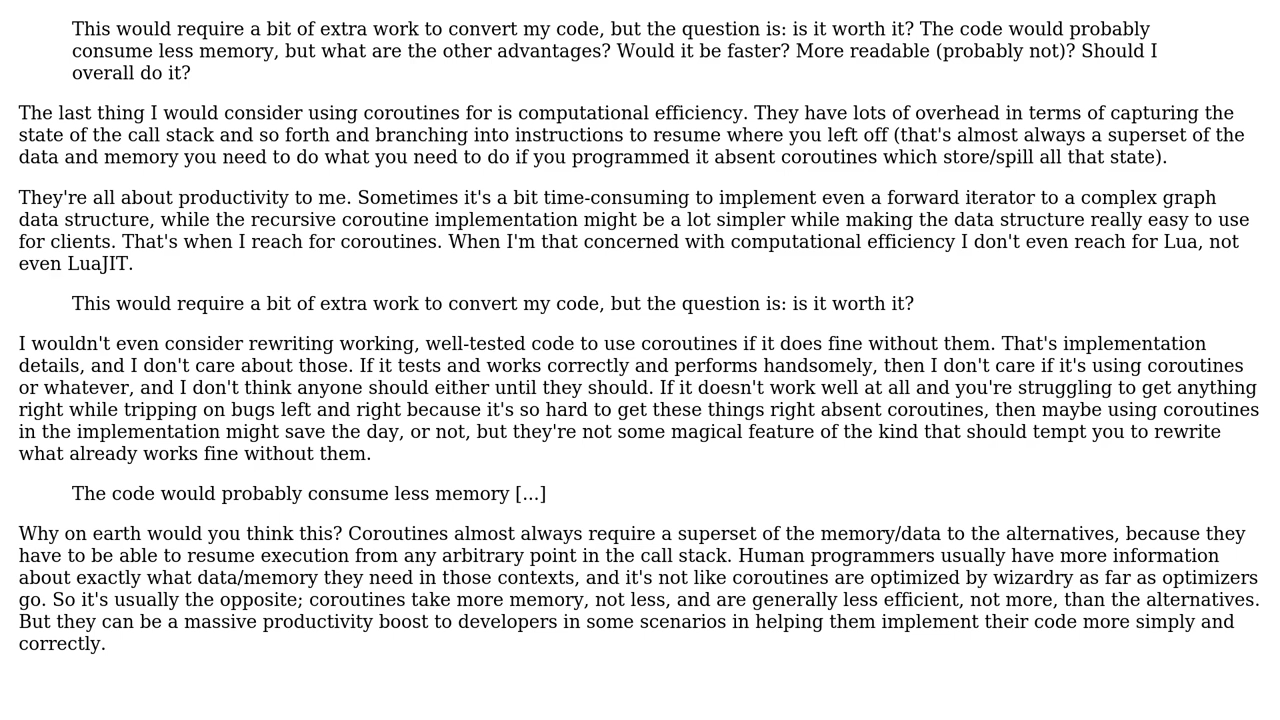 This would require a bit of extra work to convert my code, but the question is: is it worth it? The code would probably
consume less memory, but what are the other advantages? Would it be faster? More readable (probably not)? Should I
overall do it?
The last thing I would consider using coroutines for is computational efficiency. They have lots of overhead in terms of capturing the
state of the call stack and so forth and branching into instructions to resume where you left off (that's almost always a superset of the
data and memory you need to do what you need to do if you programmed it absent coroutines which store/spill all that state).
They're all about productivity to me. Sometimes it's a bit time-consuming to implement even a forward iterator to a complex graph
data structure, while the recursive coroutine implementation might be a lot simpler while making the data structure really easy to use
for clients. That's when I reach for coroutines. When I'm that concerned with computational efficiency I don't even reach for Lua, not
even LuaJIT.
This would require a bit of extra work to convert my code, but the question is: is it worth it?
I wouldn't even consider rewriting working, well-tested code to use coroutines if it does fine without them. That's implementation
details, and I don't care about those. If it tests and works correctly and performs handsomely, then I don't care if it's using coroutines
or whatever, and I don't think anyone should either until they should. If it doesn't work well at all and you're struggling to get anything
right while tripping on bugs left and right because it's so hard to get these things right absent coroutines, then maybe using coroutines
in the implementation might save the day, or not, but they're not some magical feature of the kind that should tempt you to rewrite
what already works fine without them.
The code would probably consume less memory [...]
Why on earth would you think this? Coroutines almost always require a superset of the memory/data to the alternatives, because they
have to be able to resume execution from any arbitrary point in the call stack. Human programmers usually have more information
about exactly what data/memory they need in those contexts, and it's not like coroutines are optimized by wizardry as far as optimizers
go. So it's usually the opposite; coroutines take more memory, not less, and are generally less efficient, not more, than the alternatives.
But they can be a massive productivity boost to developers in some scenarios in helping them implement their code more simply and
correctly.